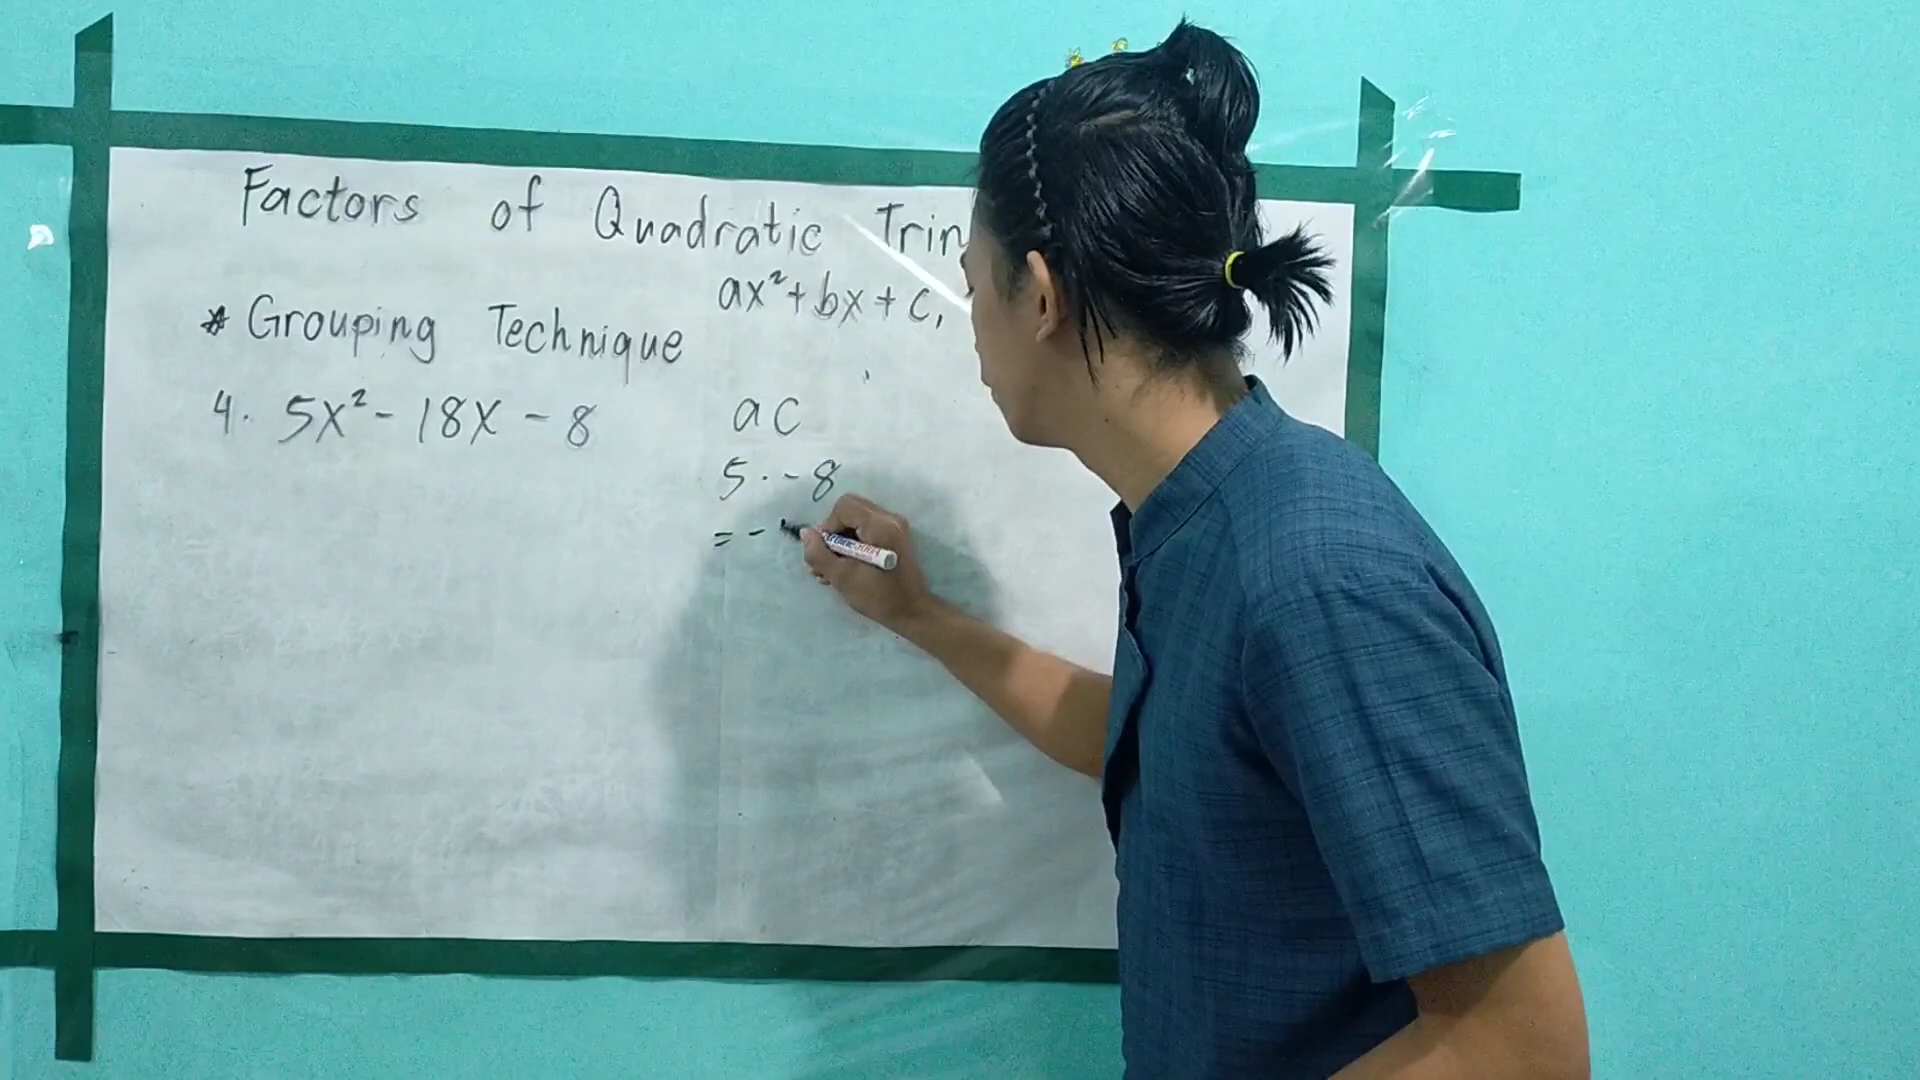 Factors of Quadratic Trin
ax²+bx+c,
* Grouping Technique
4. 5x² - 18x - 8
ac
5 · -8
= -